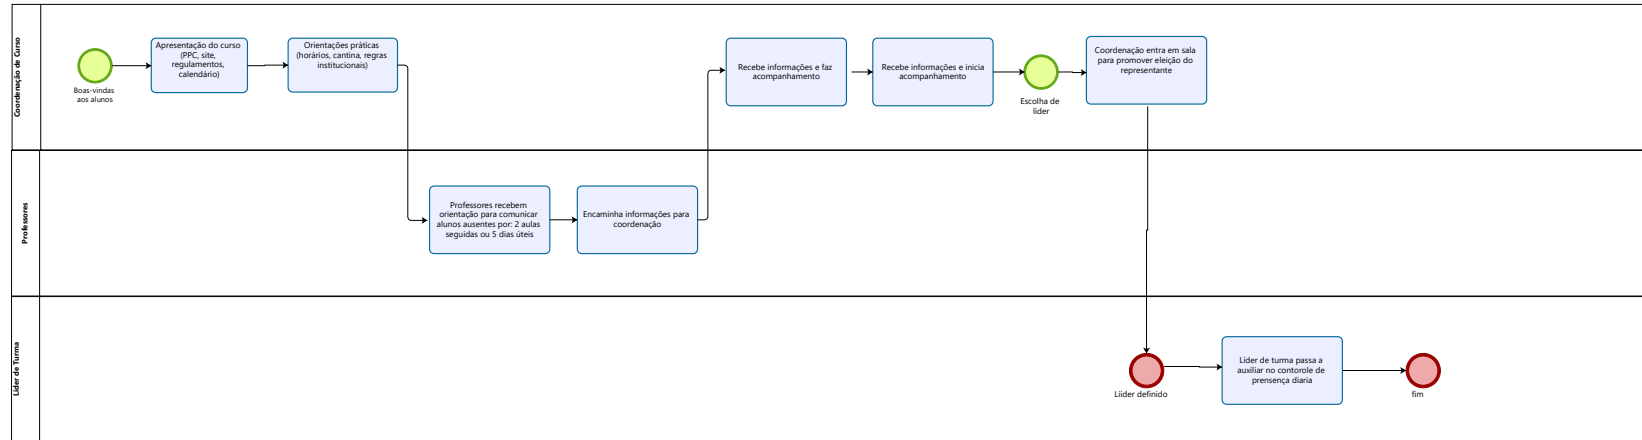 Coordenação de Curso
Boas-vindas
aos alunos
Apresentação do curso
(PPC, site,
regulamentos,
calendário)
Orientações práticas
(horários, cantina, regras
institucionais)
Recebe informações e faz
acompanhamento
Recebe informações e inicia
acompanhamento
Escolha de
líder
Coordenação entra em sala
para promover eleição do
representante
Professores
Professores recebem
orientação para comunicar
alunos ausentes por: 2 aulas
seguidas ou 5 dias úteis
Encaminha informações para
coordenação
Líder de Turma
Liíder definido
Líder de turma passa a
auxiliar no contorole de
prensença diaria
fim